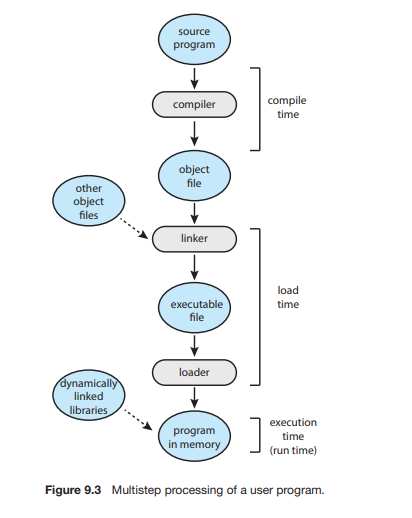 source
program
compiler
compile
time
object
file
other
object
files
linker
load
time
executable
file
loader
dynamically
linked
libraries
program
in memory
execution
time
(run time)
Figure 9.3 Multistep processing of a user program.